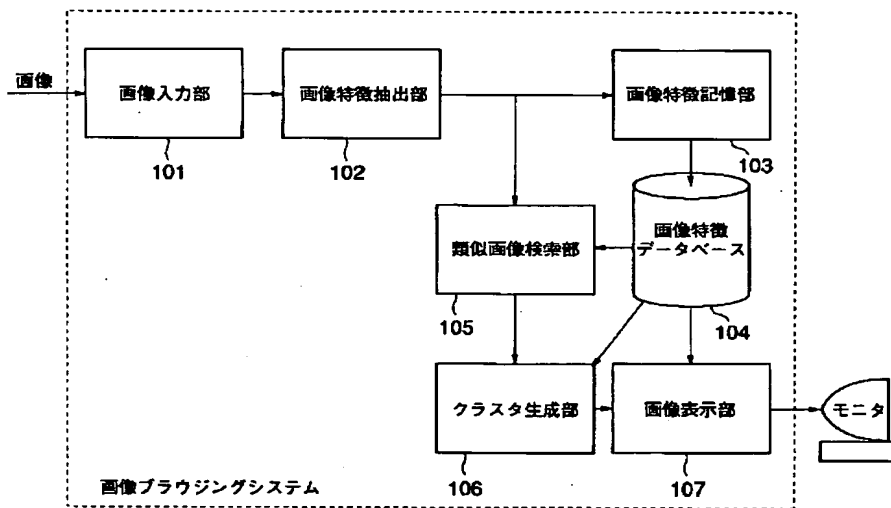 画像
画像入力部
画像特徴抽出部
画像特徴記憶部
101
102
103
類似画像検索部
画像特徴
データベース
105
104
クラスタ生成部
画像表示部
モニタ
106
107
画像ブラウジングシステム